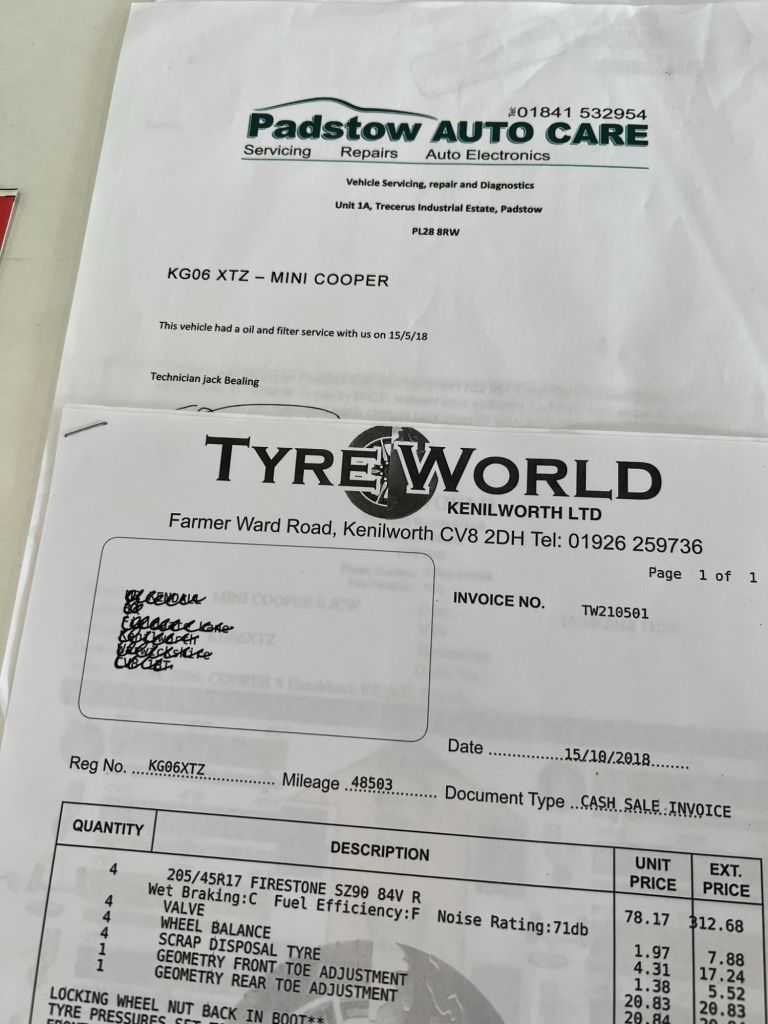 ☎01841 532954
Padstow AUTO CARE
Servicing Repairs Auto Electronics
Vehicle Servicing, repair and Diagnostics
Unit 1A, Trecerus Industrial Estate, Padstow
PL28 8RW
KG06 XTZ – MINI COOPER
This vehicle had a oil and filter service with us on 15/5/18
Technician jack Bealing
TYRE WORLD
KENILWORTH LTD
Farmer Ward Road, Kenilworth CV8 2DH Tel: 01926 259736
Page 1 of 1
INVOICE NO. TW210501
Date ................15/10/2018........
Reg No. ...KG06XTZ............... Mileage .48503.......... Document Type ..CASH SALE INVOICE
QUANTITY DESCRIPTION UNIT PRICE EXT. PRICE
4 205/45R17 FIRESTONE SZ90 84V R 78.17 312.68
Wet Braking:C Fuel Efficiency:F Noise Rating:71db
4 VALVE 1.97 7.88
4 WHEEL BALANCE 4.31 17.24
4 SCRAP DISPOSAL TYRE 1.38 5.52
1 GEOMETRY FRONT TOE ADJUSTMENT 20.83 20.83
1 GEOMETRY REAR TOE ADJUSTMENT 20.84
LOCKING WHEEL NUT BACK IN BOOT**
TYRE PRESSURES SET